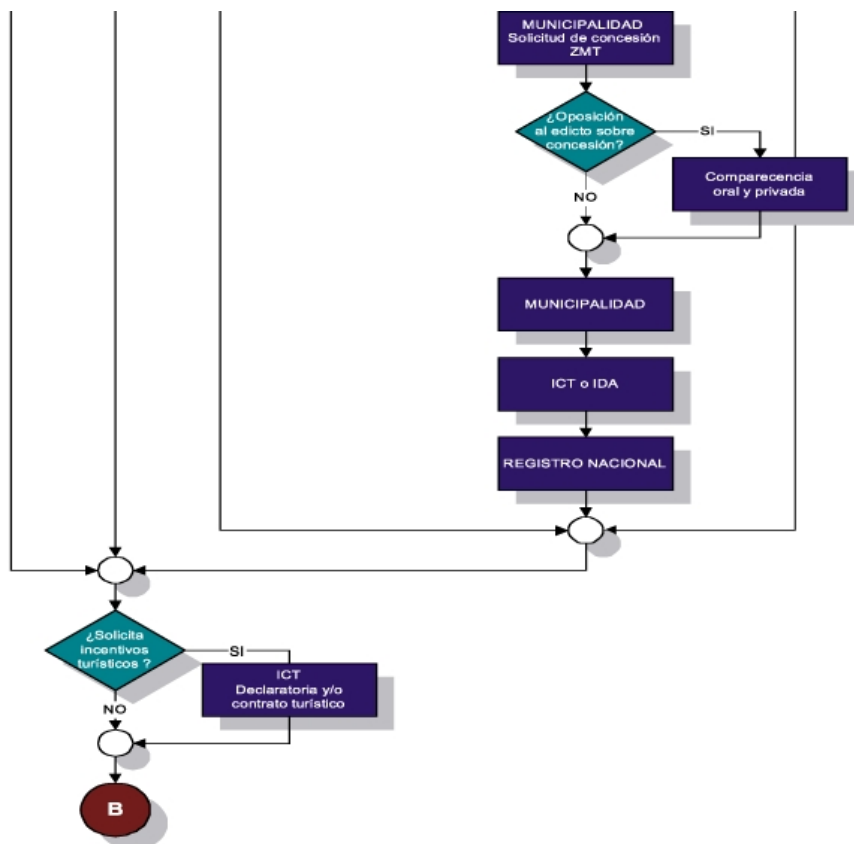 MUNICIPALIDAD
Solicitud de concesión
ZMT
¿Oposición
al edicto sobre
concesión?
SI
Comparecencia
oral y privada
NO
MUNICIPALIDAD
ICT o IDA
REGISTRO NACIONAL
¿Solicita
incentivos
turísticos ?
SI
ICT
Declaratoria y/o
contrato turístico
NO
B